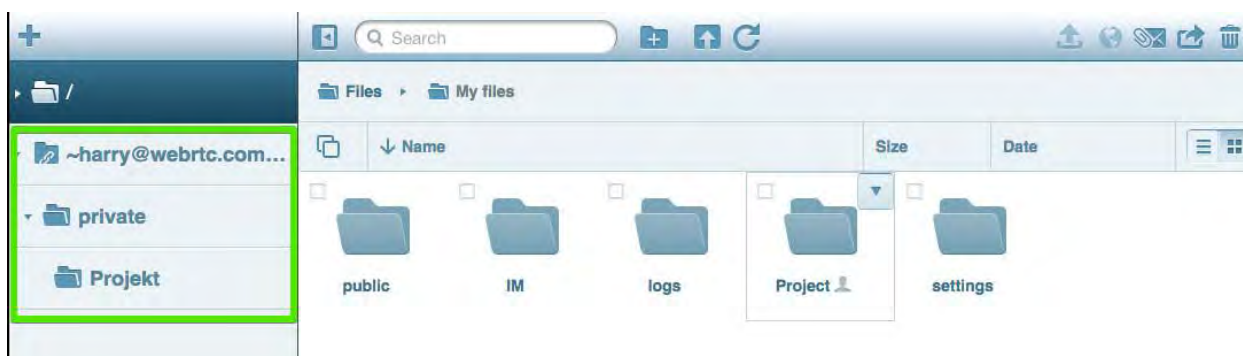 Search
/
Files My files
~harry@webrtc.com...
Name Size Date
private
Projekt
public IM logs Project settings